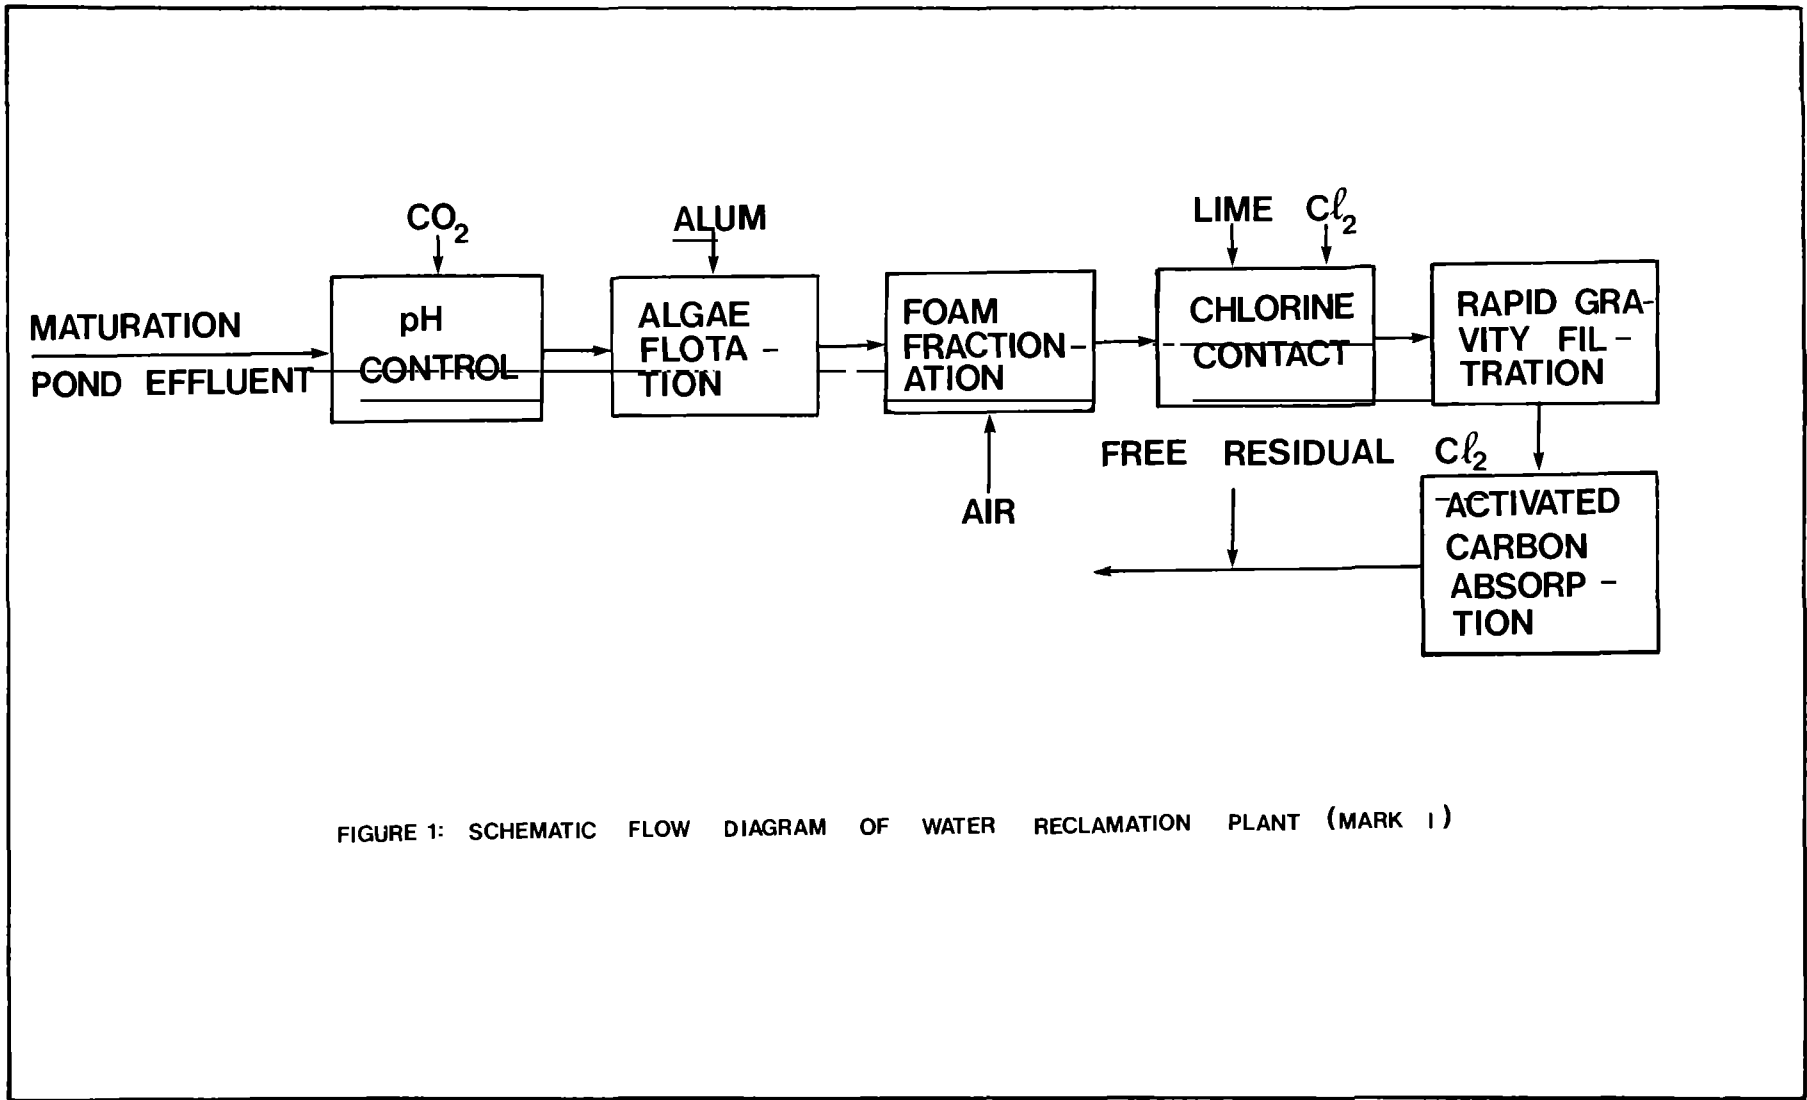 CO₂
ALUM
LIME Cℓ₂
MATURATION
POND EFFLUENT
pH
CONTROL
ALGAE
FLOTA -
TION
FOAM
FRACTION-
ATION
CHLORINE
CONTACT
RAPID GRA-
VITY FIL-
TRATION
AIR
FREE RESIDUAL Cℓ₂
ACTIVATED
CARBON
ABSORP -
TION
FIGURE 1: SCHEMATIC FLOW DIAGRAM OF WATER RECLAMATION PLANT (MARK I)